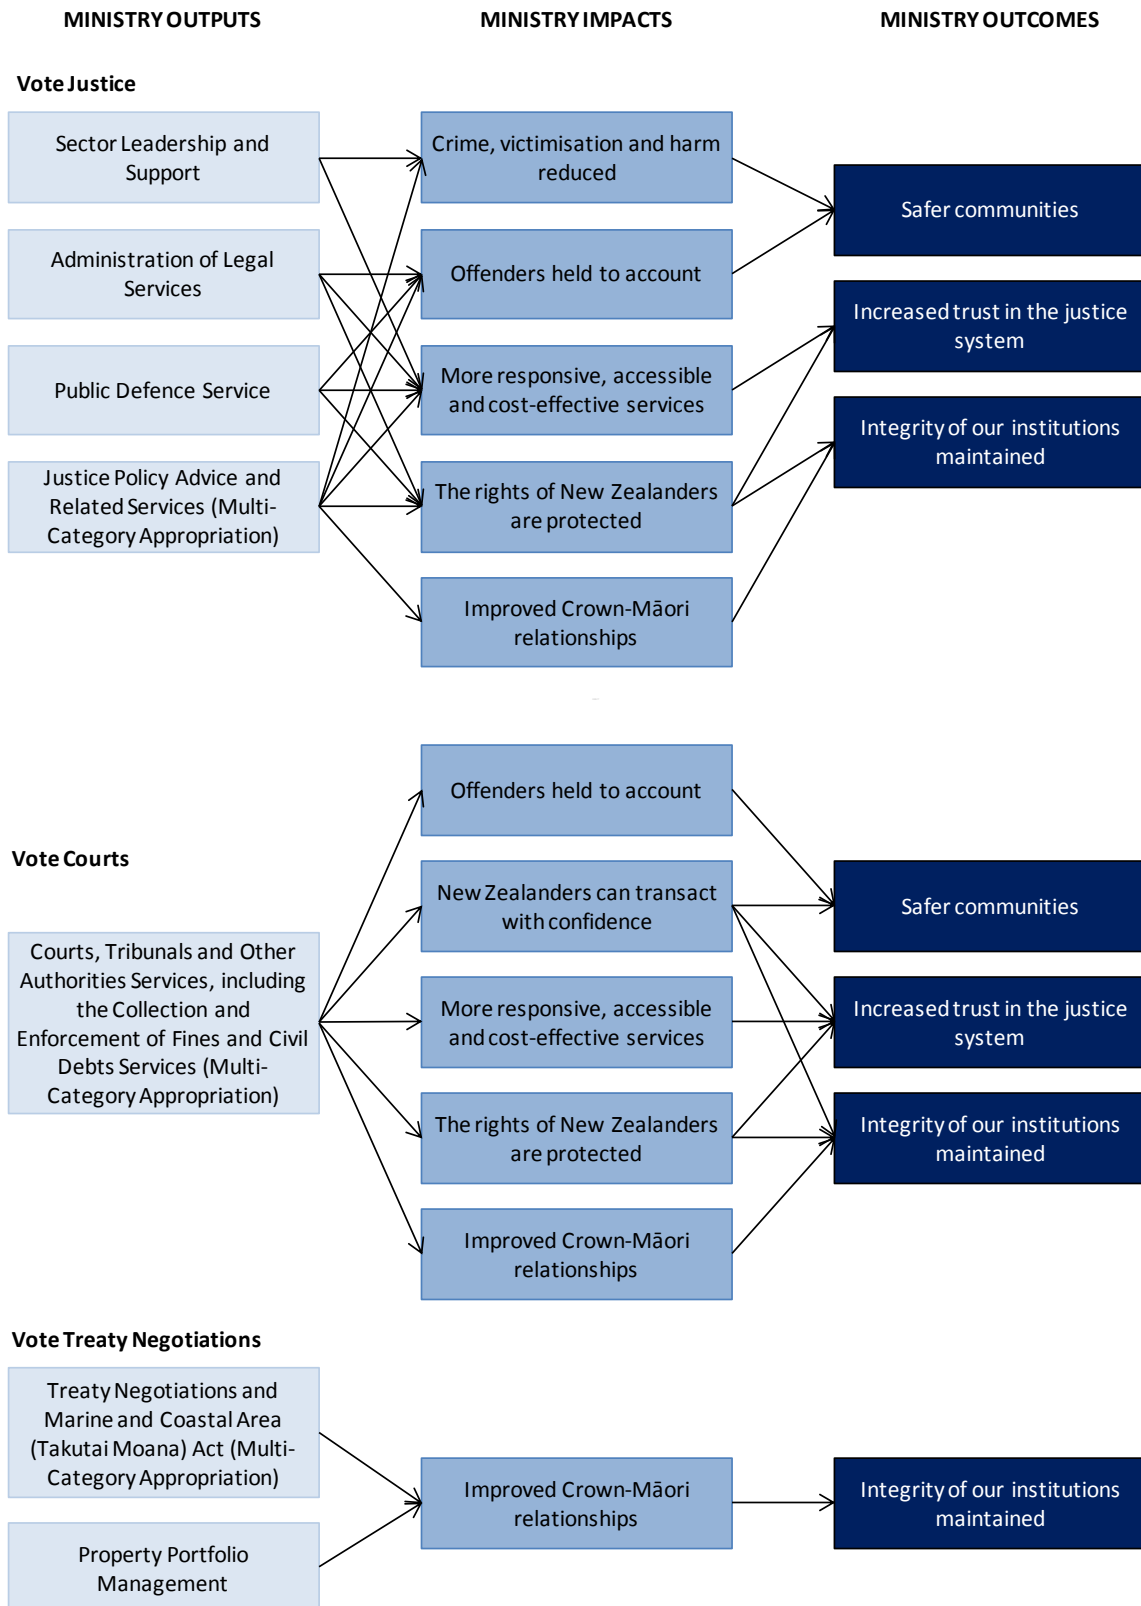 MINISTRY OUTPUTS
MINISTRY IMPACTS
MINISTRY OUTCOMES
Vote Justice
Sector Leadership and
Support
Administration of Legal
Services
Public Defence Service
Justice Policy Advice and
Related Services (Multi-
Category Appropriation)
Crime, victimisation and harm
reduced
Offenders held to account
More responsive, accessible
and cost-effective services
The rights of New Zealanders
are protected
Improved Crown-Māori
relationships
Safer communities
Increased trust in the justice
system
Integrity of our institutions
maintained
Vote Courts
Courts, Tribunals and Other
Authorities Services, including
the Collection and
Enforcement of Fines and Civil
Debts Services (Multi-
Category Appropriation)
Offenders held to account
New Zealanders can transact
with confidence
More responsive, accessible
and cost-effective services
The rights of New Zealanders
are protected
Improved Crown-Māori
relationships
Safer communities
Increased trust in the justice
system
Integrity of our institutions
maintained
Vote Treaty Negotiations
Treaty Negotiations and
Marine and Coastal Area
(Takutai Moana) Act (Multi-
Category Appropriation)
Property Portfolio
Management
Improved Crown-Māori
relationships
Integrity of our institutions
maintained